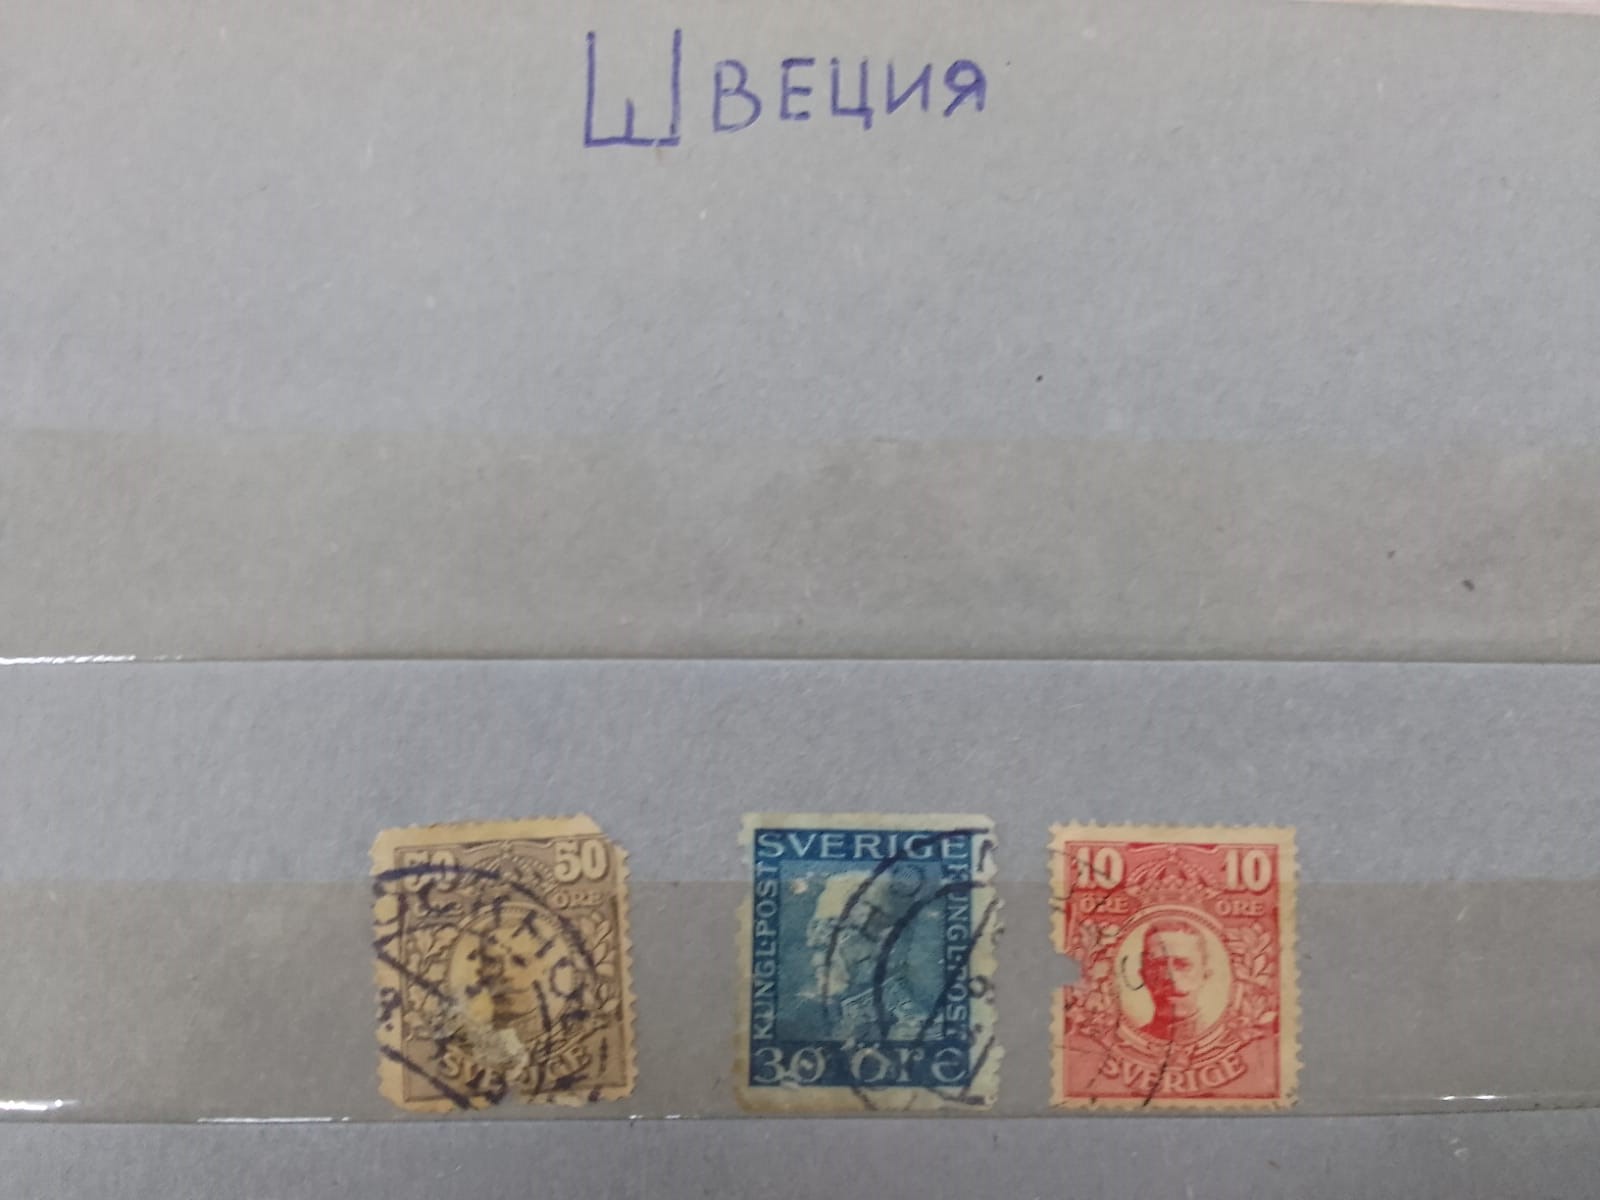 ШВЕЦИЯ
50 50
ÖRE
SVERIGE
SVERIGE
KUNGL-POST
KUNGL-POST
30 öre
10 10
ÖRE ÖRE
SVERIGE